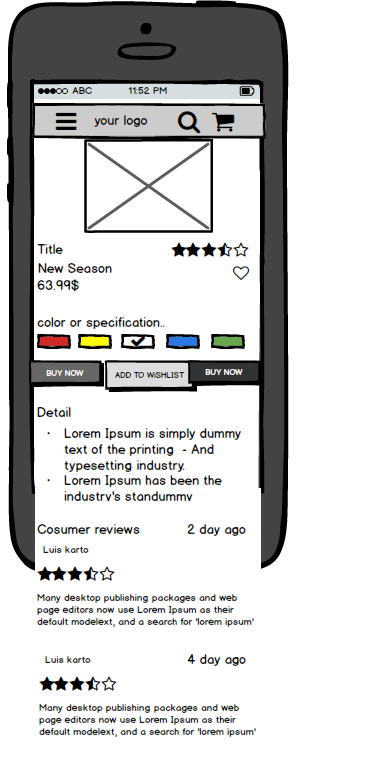 ABC 11:52 PM
your logo
Title
New Season
63.99$
color or specification..
BUY NOW ADD TO WISHLIST BUY NOW
Detail
· Lorem Ipsum is simply dummy
text of the printing - And
typesetting industry.
· Lorem Ipsum has been the
industry's standummy
Cosumer reviews 2 day ago
Luis karto
Many desktop publishing packages and web
page editors now use Lorem Ipsum as their
default modelext, and a search for 'lorem ipsum'
Luis karto 4 day ago
Many desktop publishing packages and web
page editors now use Lorem Ipsum as their
default modelext, and a search for 'lorem ipsum'